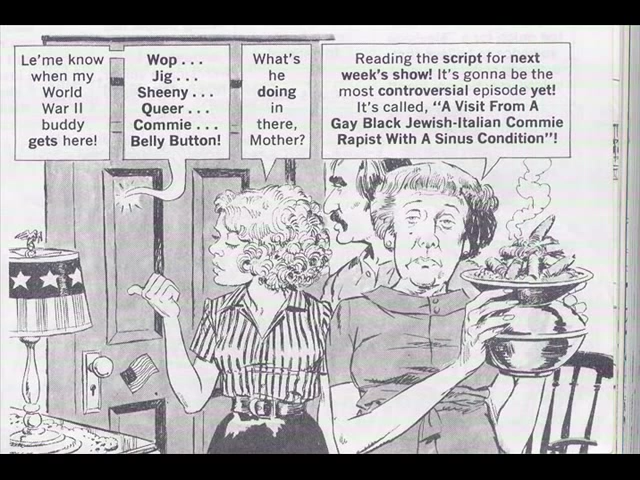 Le'me know
when my
World
War II
buddy
gets here!
Wop . . .
Jig . . .
Sheeny . . .
Queer . . .
Commie . . .
Belly Button!
What's
he
doing
in
there,
Mother?
Reading the script for next
week's show! It's gonna be the
most controversial episode yet!
It's called, "A Visit From A
Gay Black Jewish-Italian Commie
Rapist With A Sinus Condition"!